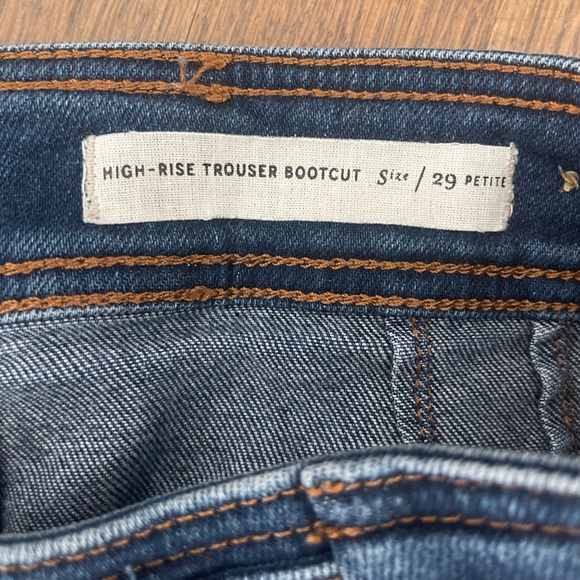 HIGH-RISE TROUSER BOOTCUT Size / 29 PETITE